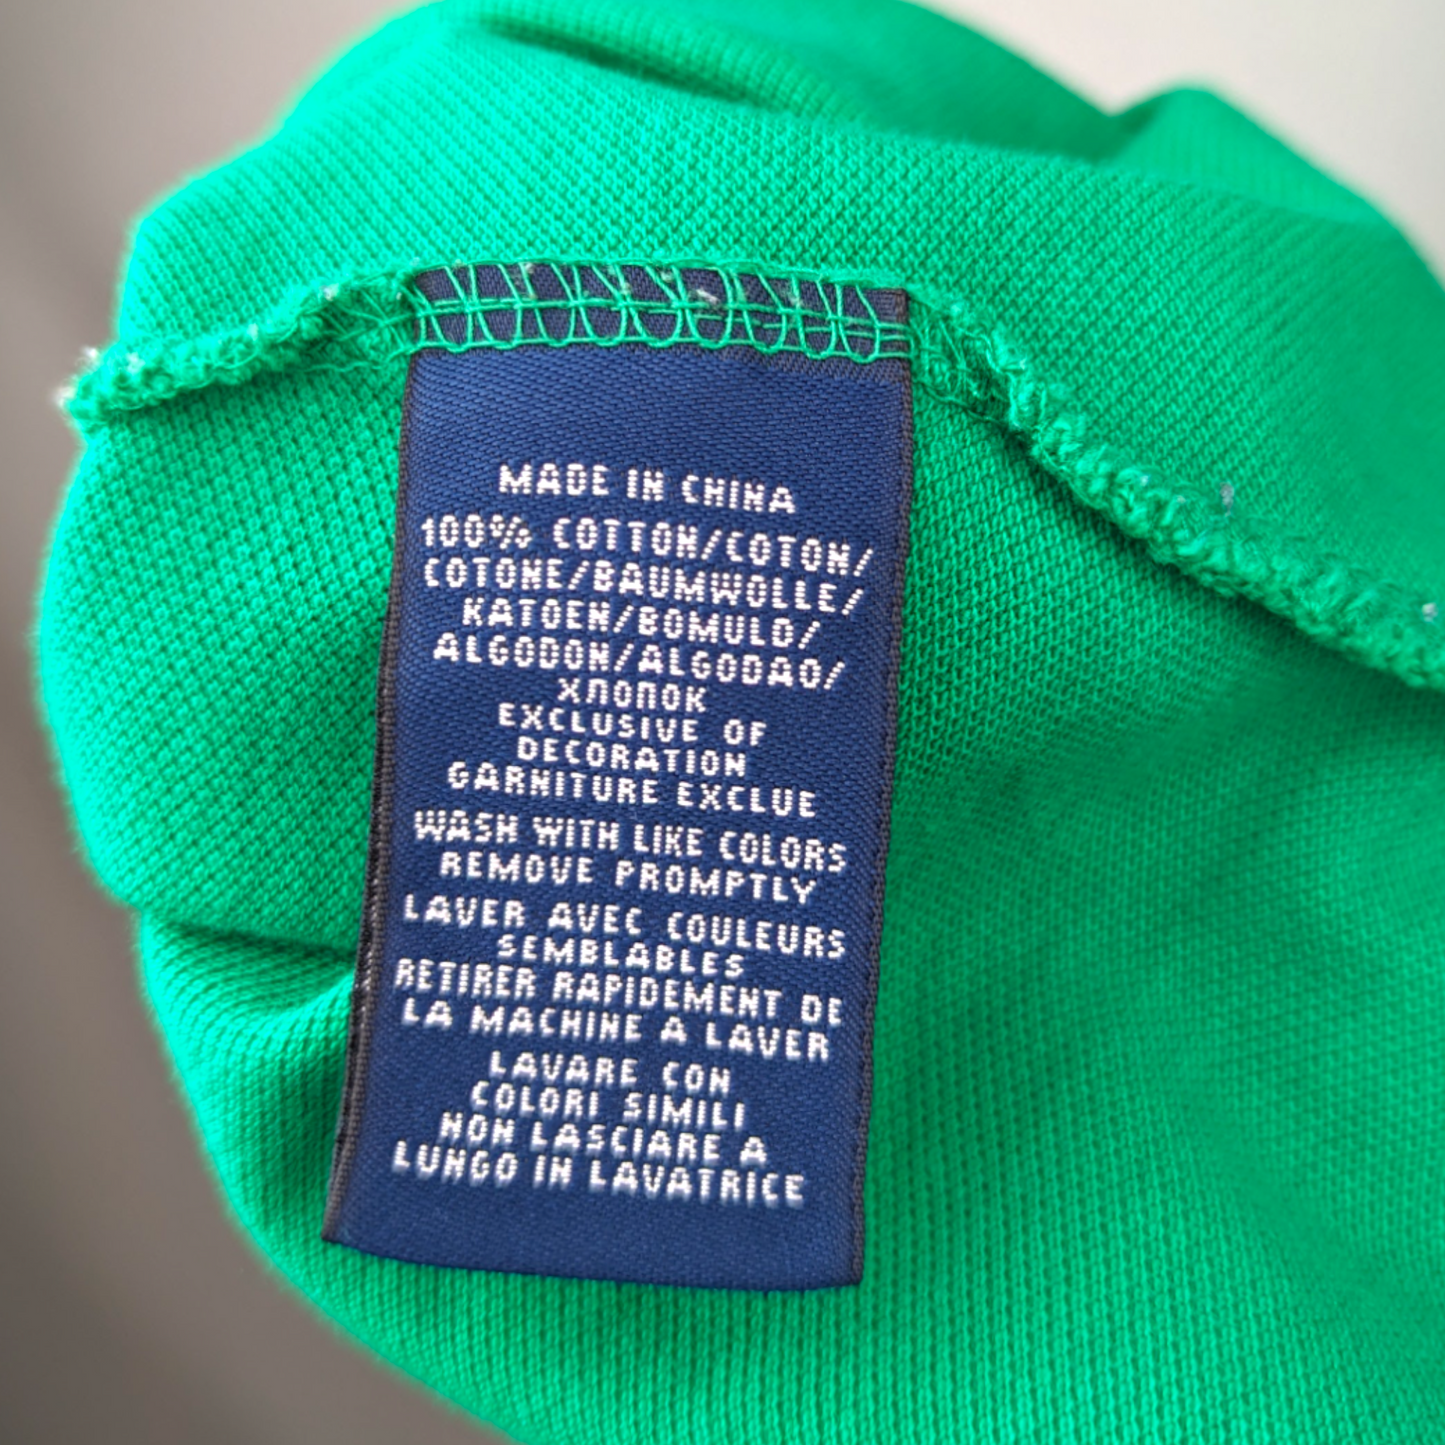 MADE IN CHINA
100% COTTON/COTON/
COTONE/BAUMWOLLE/
KATOEN/BOMULD/
ALGODON/ALGODAO/
ХЛОПОК
EXCLUSIVE OF
DECORATION
GARNITURE EXCLUE
WASH WITH LIKE COLORS
REMOVE PROMPTLY
LAVER AVEC COULEURS
SEMBLABLES
RETIRER RAPIDEMENT DE
LA MACHINE A LAVER
LAVARE CON
COLORI SIMILI
NON LASCIARE A
LUNGO IN LAVATRICE